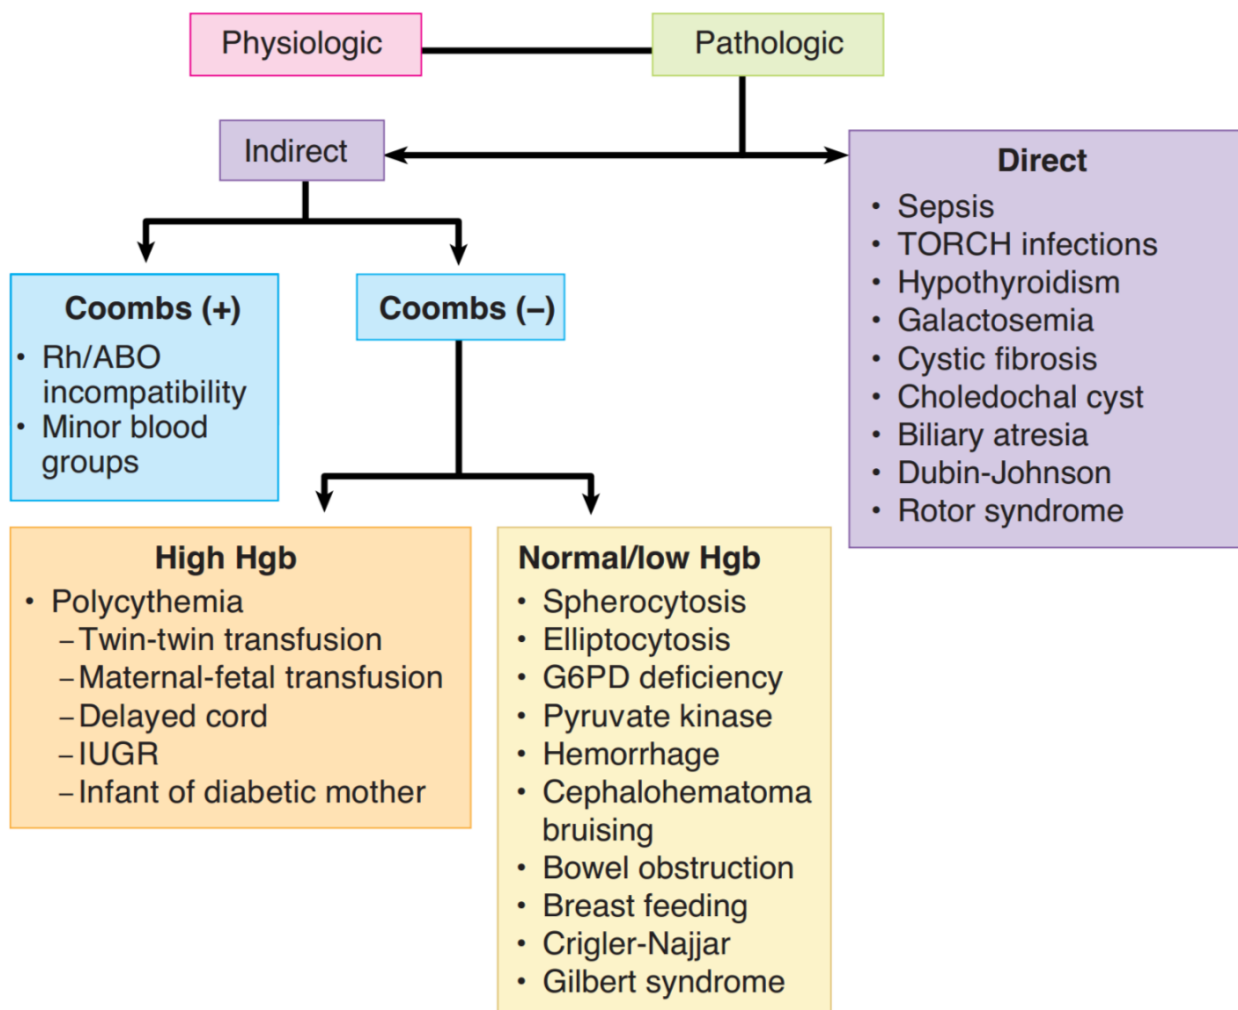 Physiologic
Pathologic
Indirect
Direct
• Sepsis
• TORCH infections
• Hypothyroidism
• Galactosemia
• Cystic fibrosis
• Choledochal cyst
• Biliary atresia
• Dubin-Johnson
• Rotor syndrome
Coombs (+)
• Rh/ABO
incompatibility
• Minor blood
groups
Coombs (–)
High Hgb
• Polycythemia
– Twin-twin transfusion
– Maternal-fetal transfusion
– Delayed cord
– IUGR
– Infant of diabetic mother
Normal/low Hgb
• Spherocytosis
• Elliptocytosis
• G6PD deficiency
• Pyruvate kinase
• Hemorrhage
• Cephalohematoma
bruising
• Bowel obstruction
• Breast feeding
• Crigler-Najjar
• Gilbert syndrome